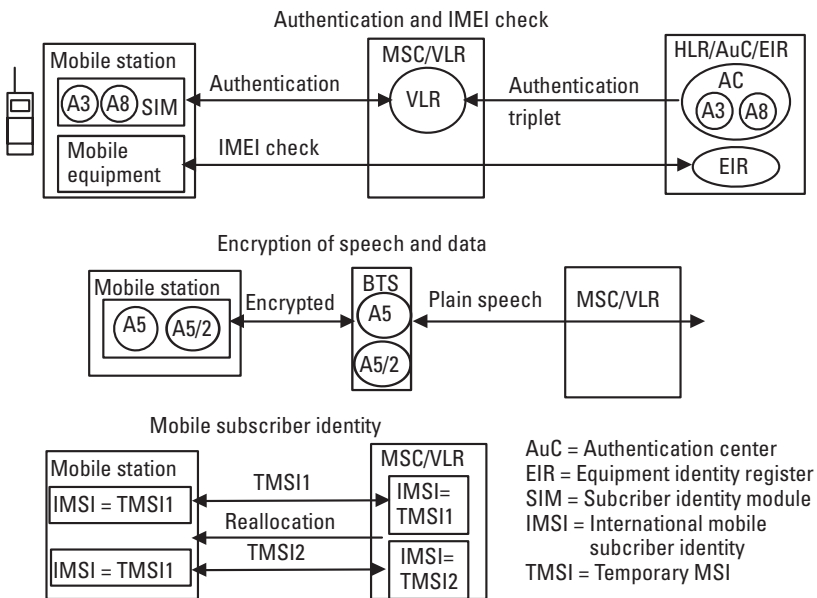 Authentication and IMEI check
Mobile station
A3
A8
SIM
Mobile
equipment
Authentication
IMEI check
MSC/VLR
VLR
Authentication
triplet
HLR/AuC/EIR
AC
A3
A8
EIR
Encryption of speech and data
Mobile station
A5
A5/2
Encrypted
BTS
A5
A5/2
Plain speech
MSC/VLR
Mobile subscriber identity
Mobile station
IMSI = TMSI1
IMSI = TMSI1
TMSI1
Reallocation
TMSI2
MSC/VLR
IMSI=
TMSI1
IMSI=
TMSI2
AuC = Authentication center
EIR = Equipment identity register
SIM = Subcriber identity module
IMSI = International mobile
subcriber identity
TMSI = Temporary MSI